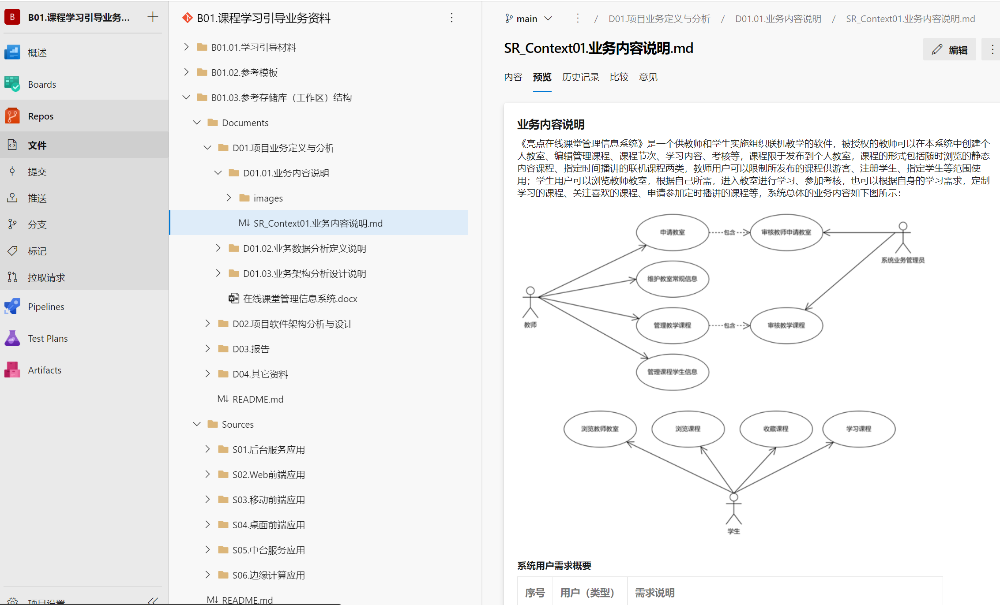 B
B01.课程学习引导业务...
概述
Boards
Repos
文件
提交
推送
分支
标记
拉取请求
Pipelines
Test Plans
Artifacts
项目设置
B01.课程学习引导业务资料
B01.01.学习引导材料
B01.02.参考模板
B01.03.参考存储库（工作区）结构
Documents
D01.项目业务定义与分析
D01.01.业务内容说明
images
M↓ SR_Context01.业务内容说明.md
D01.02.业务数据分析定义说明
D01.03.业务架构分析设计说明
在线课堂管理信息系统.docx
D02.项目软件架构分析与设计
D03.报告
D04.其它资料
M↓ README.md
Sources
S01.后台服务应用
S02.Web前端应用
S03.移动前端应用
S04.桌面前端应用
S05.中台服务应用
S06.边缘计算应用
M↓ README.md
main / D01.项目业务定义与分析 / D01.01.业务内容说明 / SR_Context01.业务内容说明.md
SR_Context01.业务内容说明.md
编辑
内容 预览 历史记录 比较 意见
业务内容说明
《亮点在线课堂管理信息系统》是一个供教师和学生实施组织联机教学的软件，被授权的教师可以在本系统中创建个
人教室、编辑管理课程、课程节次、学习内容、考核等，课程限于发布到个人教室，课程的形式包括随时浏览的静态
内容课程、指定时间播讲的联机课程两类，教师用户可以限制所发布的课程供游客、注册学生、指定学生等范围使
用；学生用户可以浏览教师教室，根据自己所需，进入教室进行学习、参加考核，也可以根据自身的学习需求，定制
学习的课程、关注喜欢的课程、申请参加定时播讲的课程等，系统总体的业务内容如下图所示：
申请教室 包含 审核教师申请教室
系统业务管理员
维护教室常规信息
教师
管理教学课程 包含 审核教学课程
管理课程学生信息
浏览教师教室 浏览课程 收藏课程 学习课程
学生
系统用户需求概要
序号 用户（类型） 需求说明